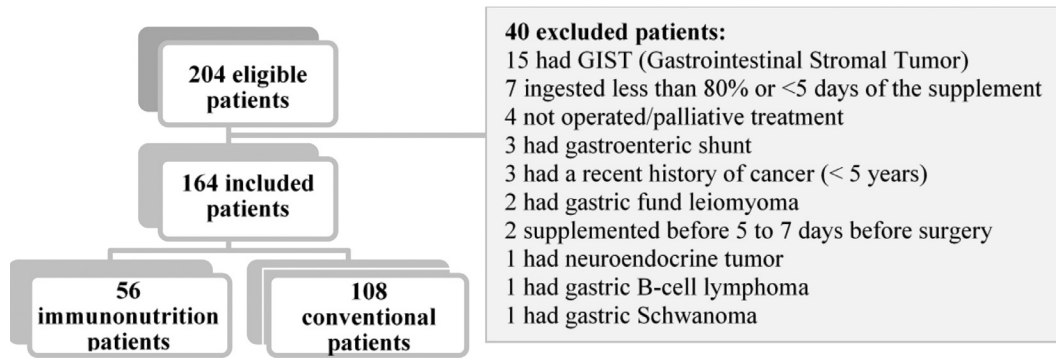 204 eligible
patients
164 included
patients
56
immunonutrition
patients
108
conventional
patients
40 excluded patients:
15 had GIST (Gastrointestinal Stromal Tumor)
7 ingested less than 80% or <5 days of the supplement
4 not operated/palliative treatment
3 had gastroenteric shunt
3 had a recent history of cancer (< 5 years)
2 had gastric fund leiomyoma
2 supplemented before 5 to 7 days before surgery
1 had neuroendocrine tumor
1 had gastric B-cell lymphoma
1 had gastric Schwanoma